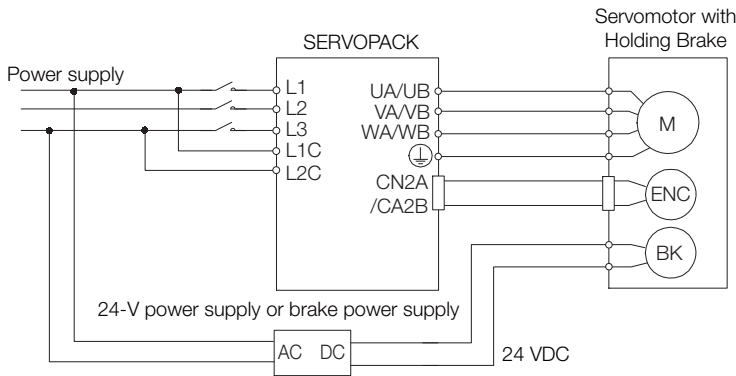 Servomotor with
Holding Brake
SERVOPACK
Power supply
L1
L2
L3
L1C
L2C
UA/UB
VA/VB
WA/WB
CN2A
/CA2B
M
ENC
BK
24-V power supply or brake power supply
AC DC
24 VDC